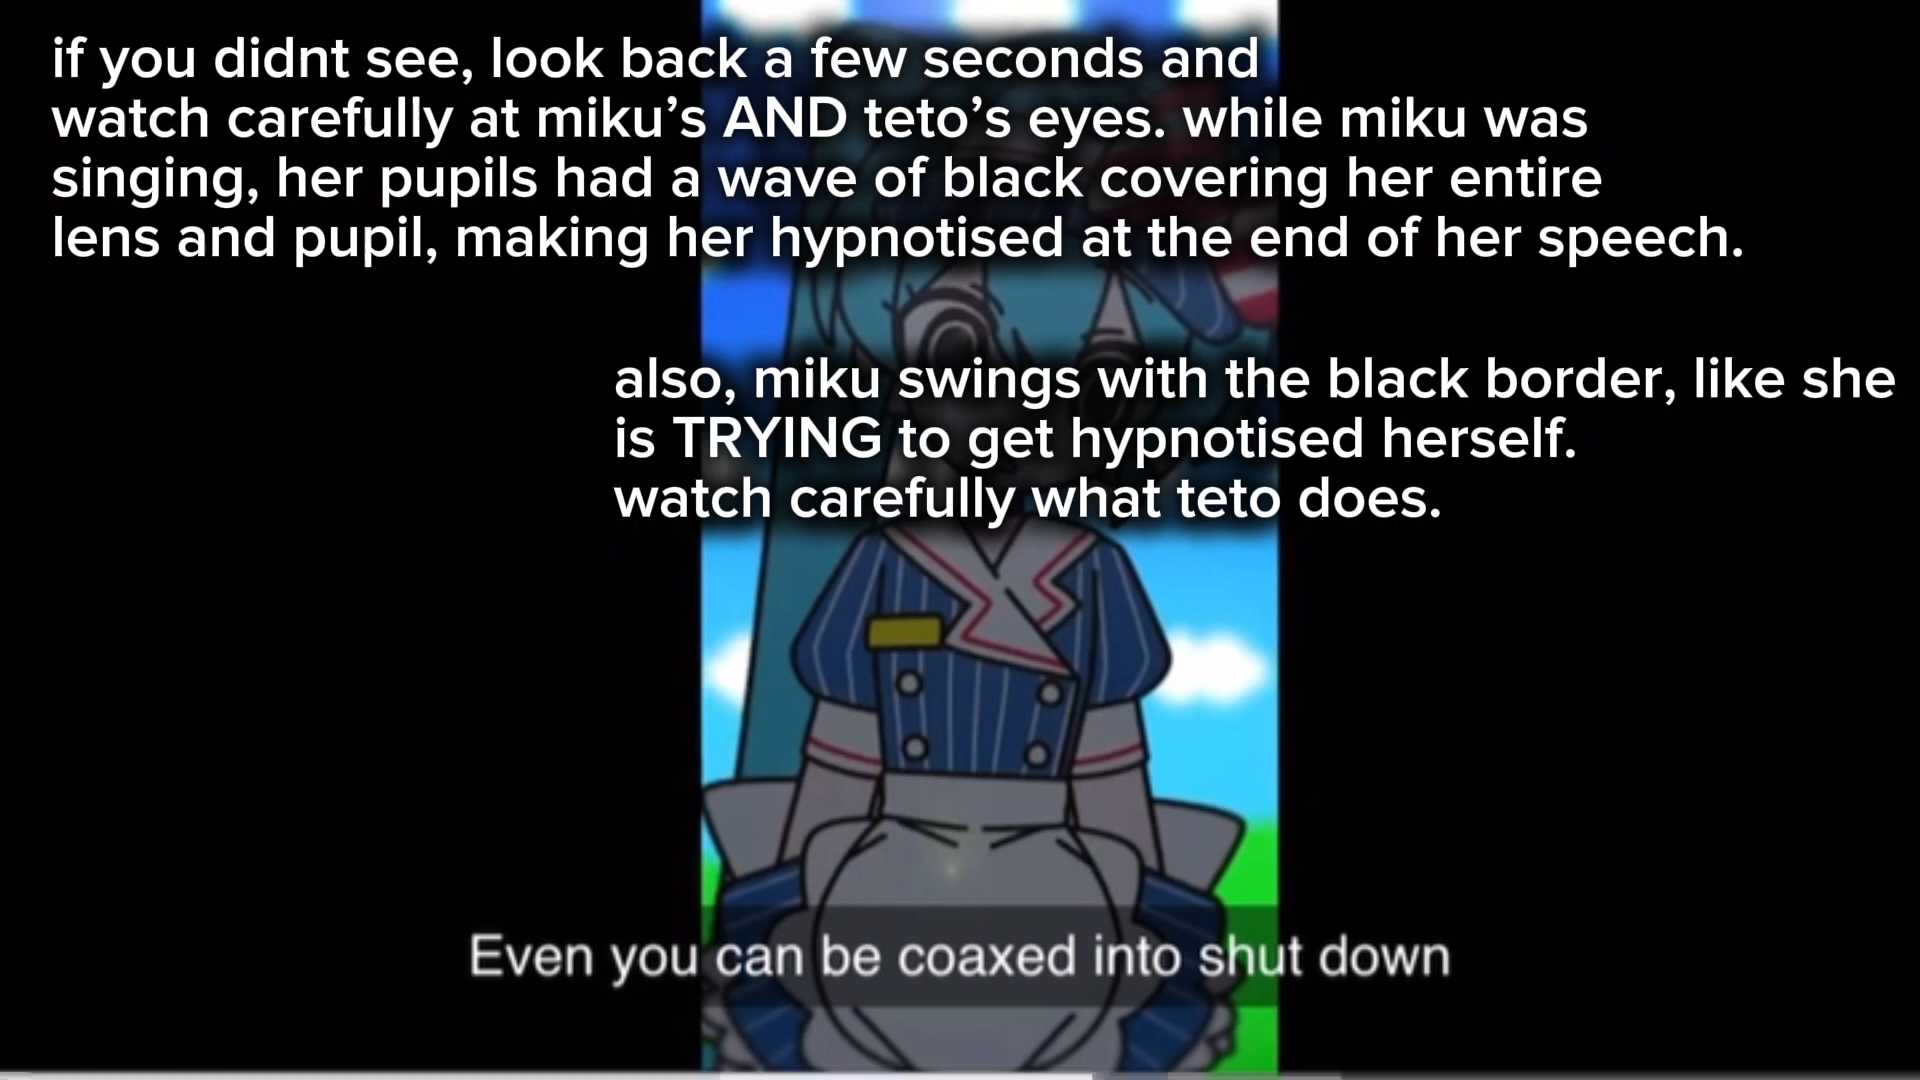 if you didnt see, look back a few seconds and
watch carefully at miku’s AND teto’s eyes. while miku was
singing, her pupils had a wave of black covering her entire
lens and pupil, making her hypnotised at the end of her speech.
also, miku swings with the black border, like she
is TRYING to get hypnotised herself.
watch carefully what teto does.
Even you can be coaxed into shut down